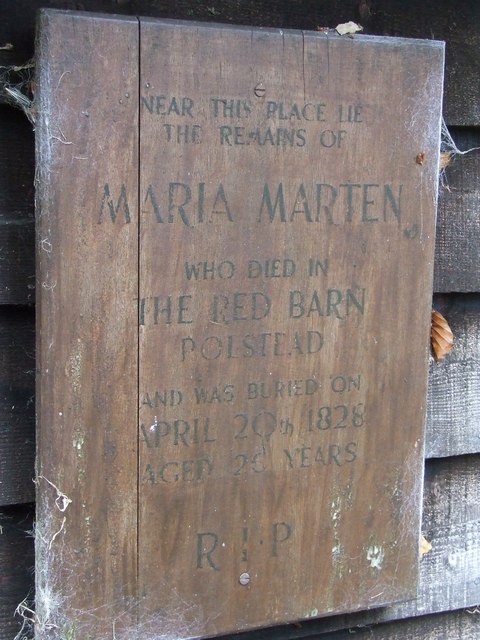 NEAR THIS PLACE LIE
THE REMAINS OF
MARIA MARTEN
WHO DIED IN
THE RED BARN
POLSTEAD
AND WAS BURIED ON
APRIL 20th 1828
AGED 26 YEARS
R.I.P